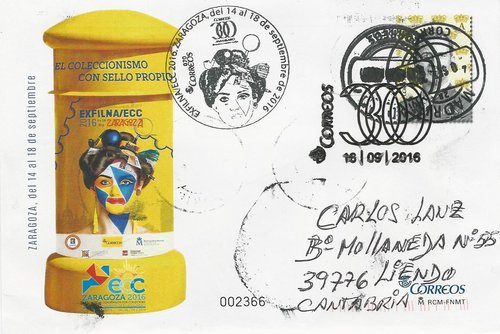 EL COLECCIONISMO
CON SELLO PROPIO
EXFILNA/ECC
2016
ZARAGOZA
ZARAGOZA, del 14 al 18 de septiembre
ECC
ZARAGOZA 2016
EXFILNA/ECC 2016. ZARAGOZA, del 14 al 18 de septiembre de 2016
CORREOS
CORREOS
300
16 | 09 | 2016
MADRID
CARLOS LANZ
Bº MOLLANEDA Nº 55
39776 LIENDO
CANTABRIA
002366
CORREOS
RCM-FNMT